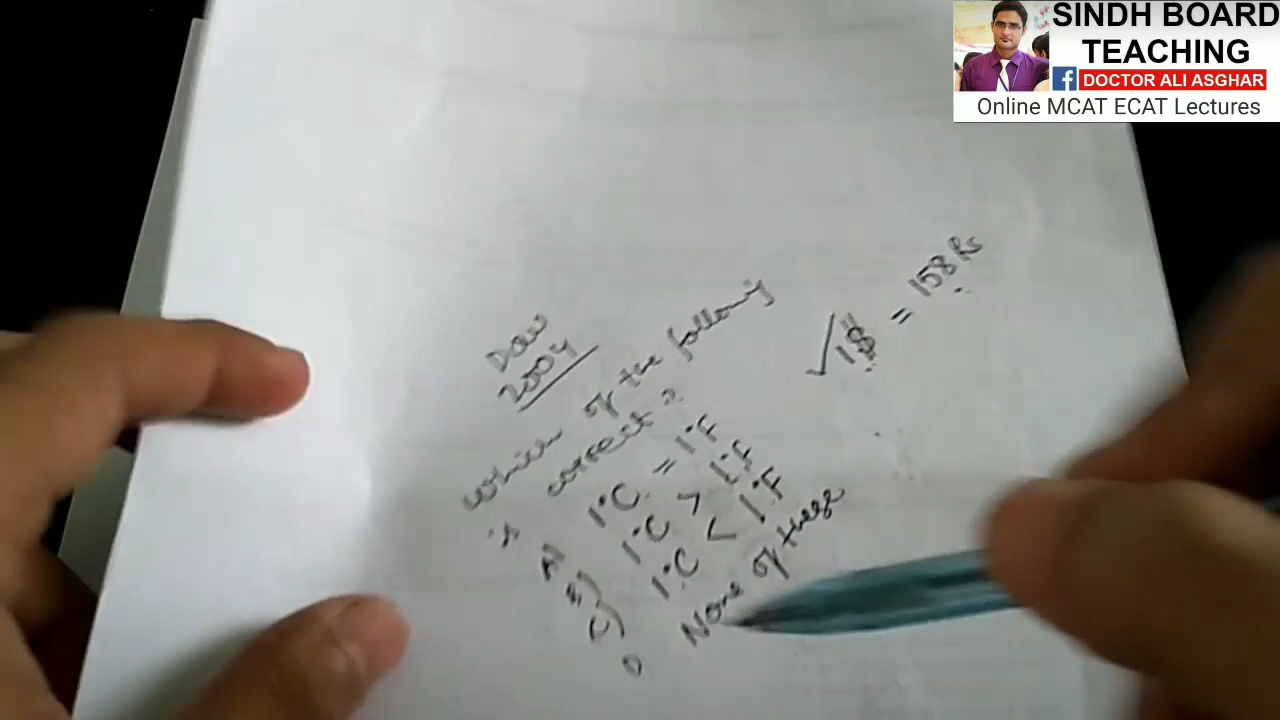 SINDH BOARD
TEACHING
DOCTOR ALI ASGHAR
Online MCAT ECAT Lectures
Dow
2004
which of the following
is correct?
A) 1°C = 1°F
B) 1°C > 1°F
C) 1°C < 1°F
D None of these
√1$ = 158 Rs